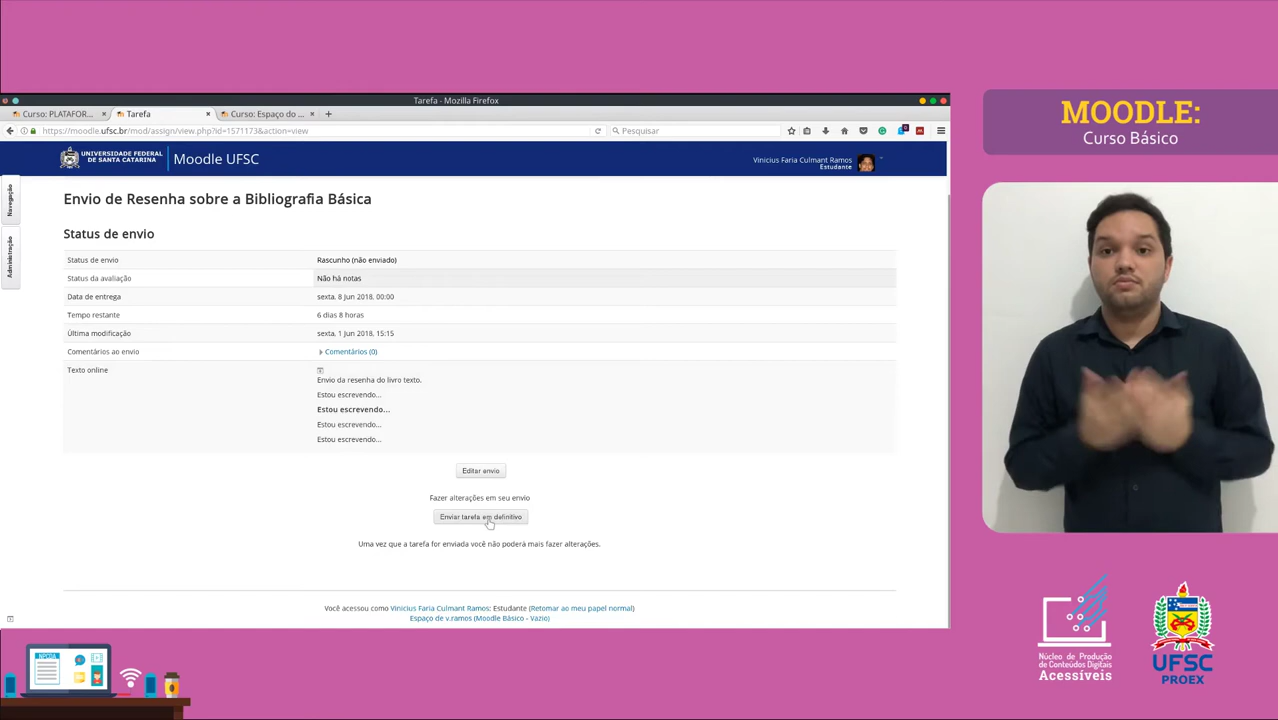 Tarefa - Mozilla Firefox
Curso: PLATAFOR...
Tarefa
Curso: Espaço do ...
https://moodle.ufsc.br/mod/assign/view.php?id=1571173&action=view
Pesquisar
UNIVERSIDADE FEDERAL
DE SANTA CATARINA
Moodle UFSC
Vinicius Faria Culmant Ramos
Estudante
Navegação
Administração
Envio de Resenha sobre a Bibliografia Básica
Status de envio
Status de envio Rascunho (não enviado)
Status da avaliação Não há notas
Data de entrega sexta, 8 Jun 2018, 00:00
Tempo restante 6 dias 8 horas
Última modificação sexta, 1 Jun 2018, 15:15
Comentários ao envio Comentários (0)
Texto online
Envio da resenha do livro texto.
Estou escrevendo...
Estou escrevendo...
Estou escrevendo...
Estou escrevendo...
Editar envio
Fazer alterações em seu envio
Enviar tarefa em definitivo
Uma vez que a tarefa for enviada você não poderá mais fazer alterações.
Você acessou como Vinicius Faria Culmant Ramos: Estudante (Retornar ao meu papel normal)
Espaço de v.ramos (Moodle Básico - Vazio)
MOODLE:
Curso Básico
Núcleo de Produção
de Conteúdos Digitais
Acessíveis
UFSC
PROEX